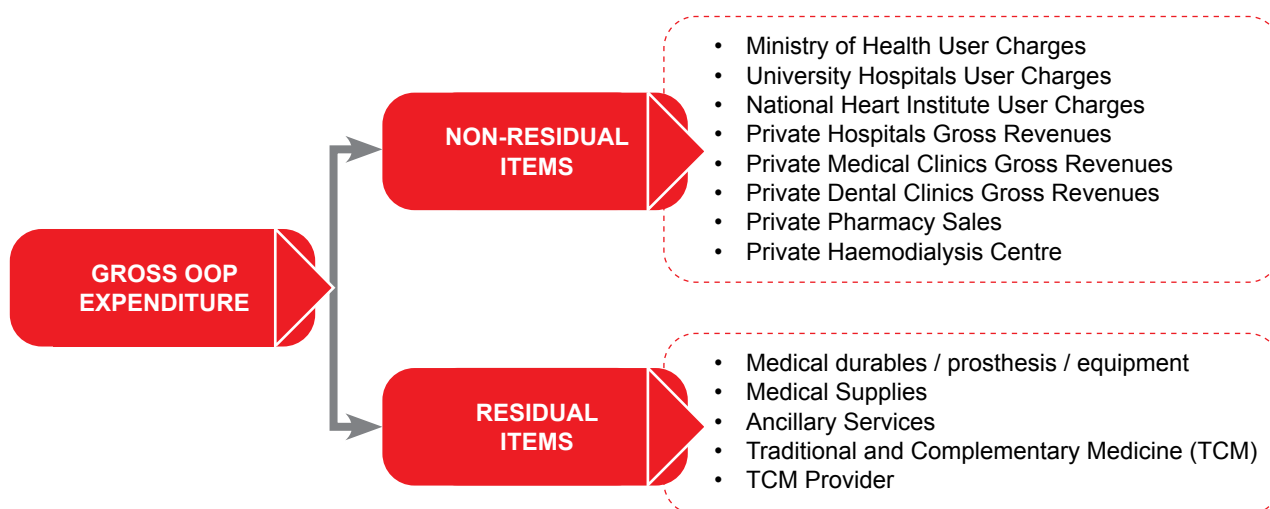 GROSS OOP
EXPENDITURE
NON-RESIDUAL
ITEMS
• Ministry of Health User Charges
• University Hospitals User Charges
• National Heart Institute User Charges
• Private Hospitals Gross Revenues
• Private Medical Clinics Gross Revenues
• Private Dental Clinics Gross Revenues
• Private Pharmacy Sales
• Private Haemodialysis Centre
RESIDUAL
ITEMS
• Medical durables / prosthesis / equipment
• Medical Supplies
• Ancillary Services
• Traditional and Complementary Medicine (TCM)
• TCM Provider